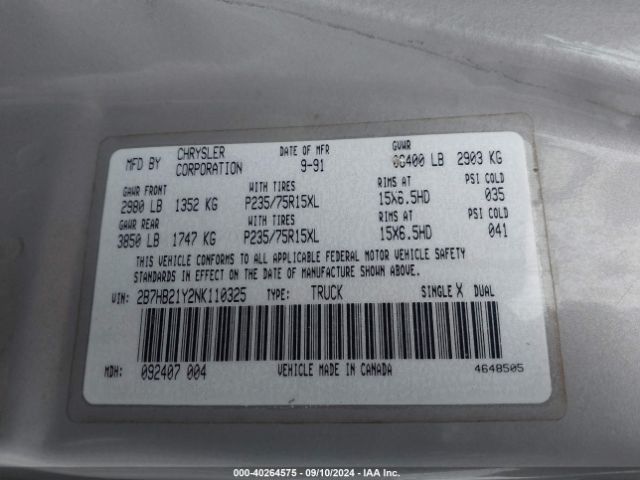 MFD BY CHRYSLER CORPORATION DATE OF MFR 9-91 GVWR 06400 LB 2903 KG
GAWR FRONT WITH TIRES RIMS AT PSI COLD
2980 LB 1352 KG P235/75R15XL 15X6.5HD 035
GAWR REAR WITH TIRES RIMS AT PSI COLD
3850 LB 1747 KG P235/75R15XL 15X6.5HD 041
THIS VEHICLE CONFORMS TO ALL APPLICABLE FEDERAL MOTOR VEHICLE SAFETY
STANDARDS IN EFFECT ON THE DATE OF MANUFACTURE SHOWN ABOVE.
VIN: 2B7HB21Y2NK110325 TYPE: TRUCK SINGLE X DUAL
MDH: 092407 004 VEHICLE MADE IN CANADA 4648505
000-40264575 - 09/10/2024 - IAA Inc.